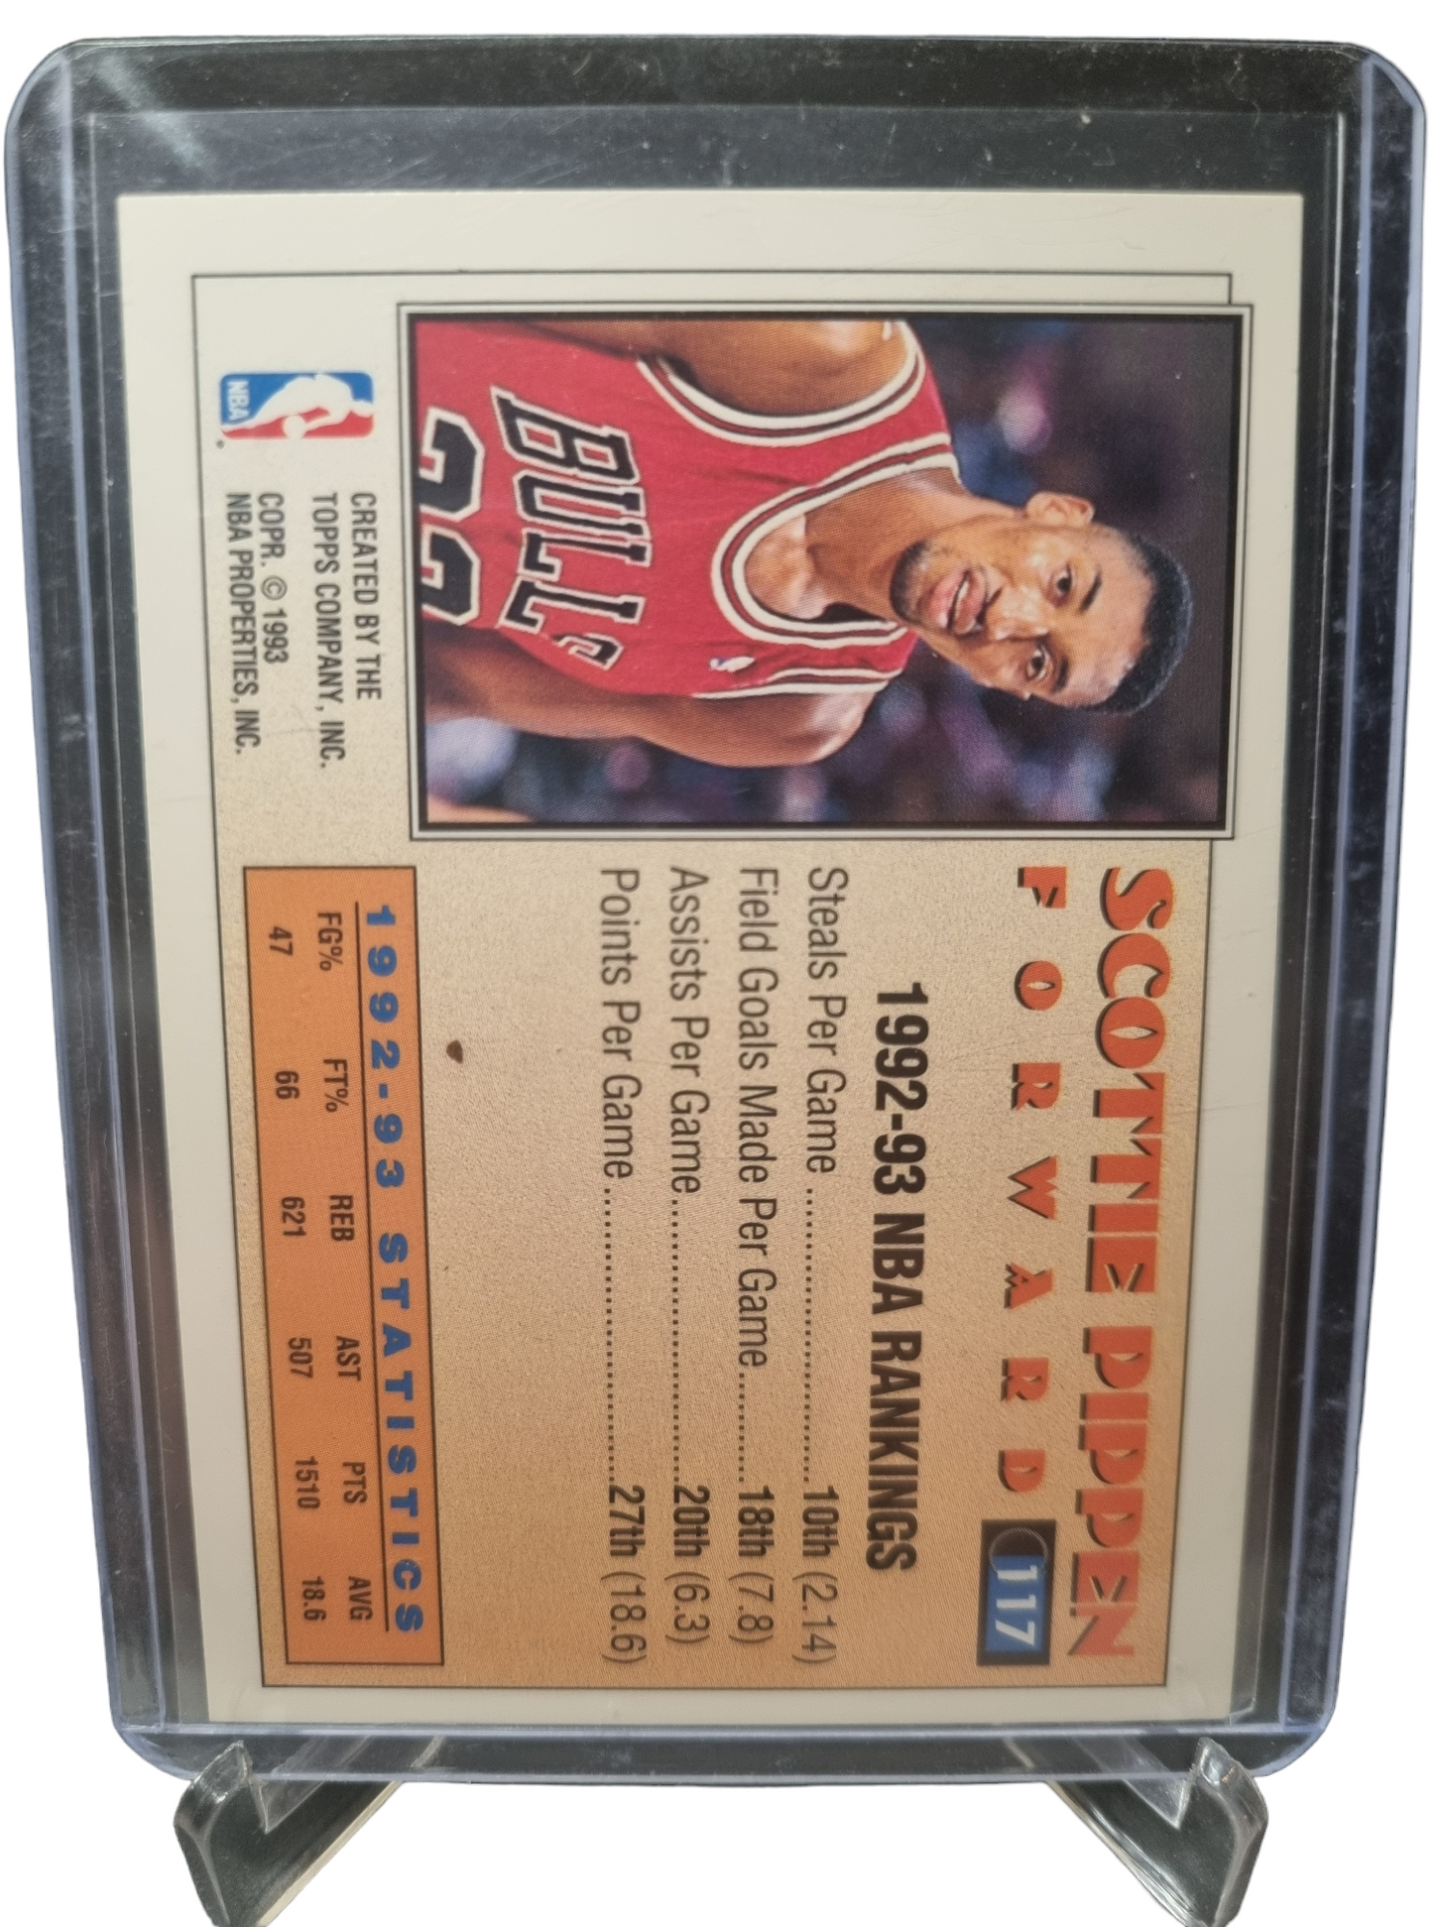 SCOTTIE PIPPEN
FORWARD
117
1992-93 NBA RANKINGS
Steals Per Game ..............................10th (2.14)
Field Goals Made Per Game...........18th (7.8)
Assists Per Game............................20th (6.3)
Points Per Game..............................27th (18.6)
BULLS
NBA
CREATED BY THE
TOPPS COMPANY, INC.
COPR. © 1993
NBA PROPERTIES, INC.
1992-93 STATISTICS
FG% FT% REB AST PTS AVG
47 66 621 507 1510 18.6